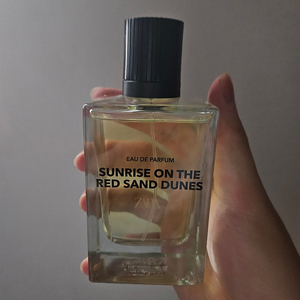 EAU DE PARFUM
SUNRISE ON THE
RED SAND DUNES